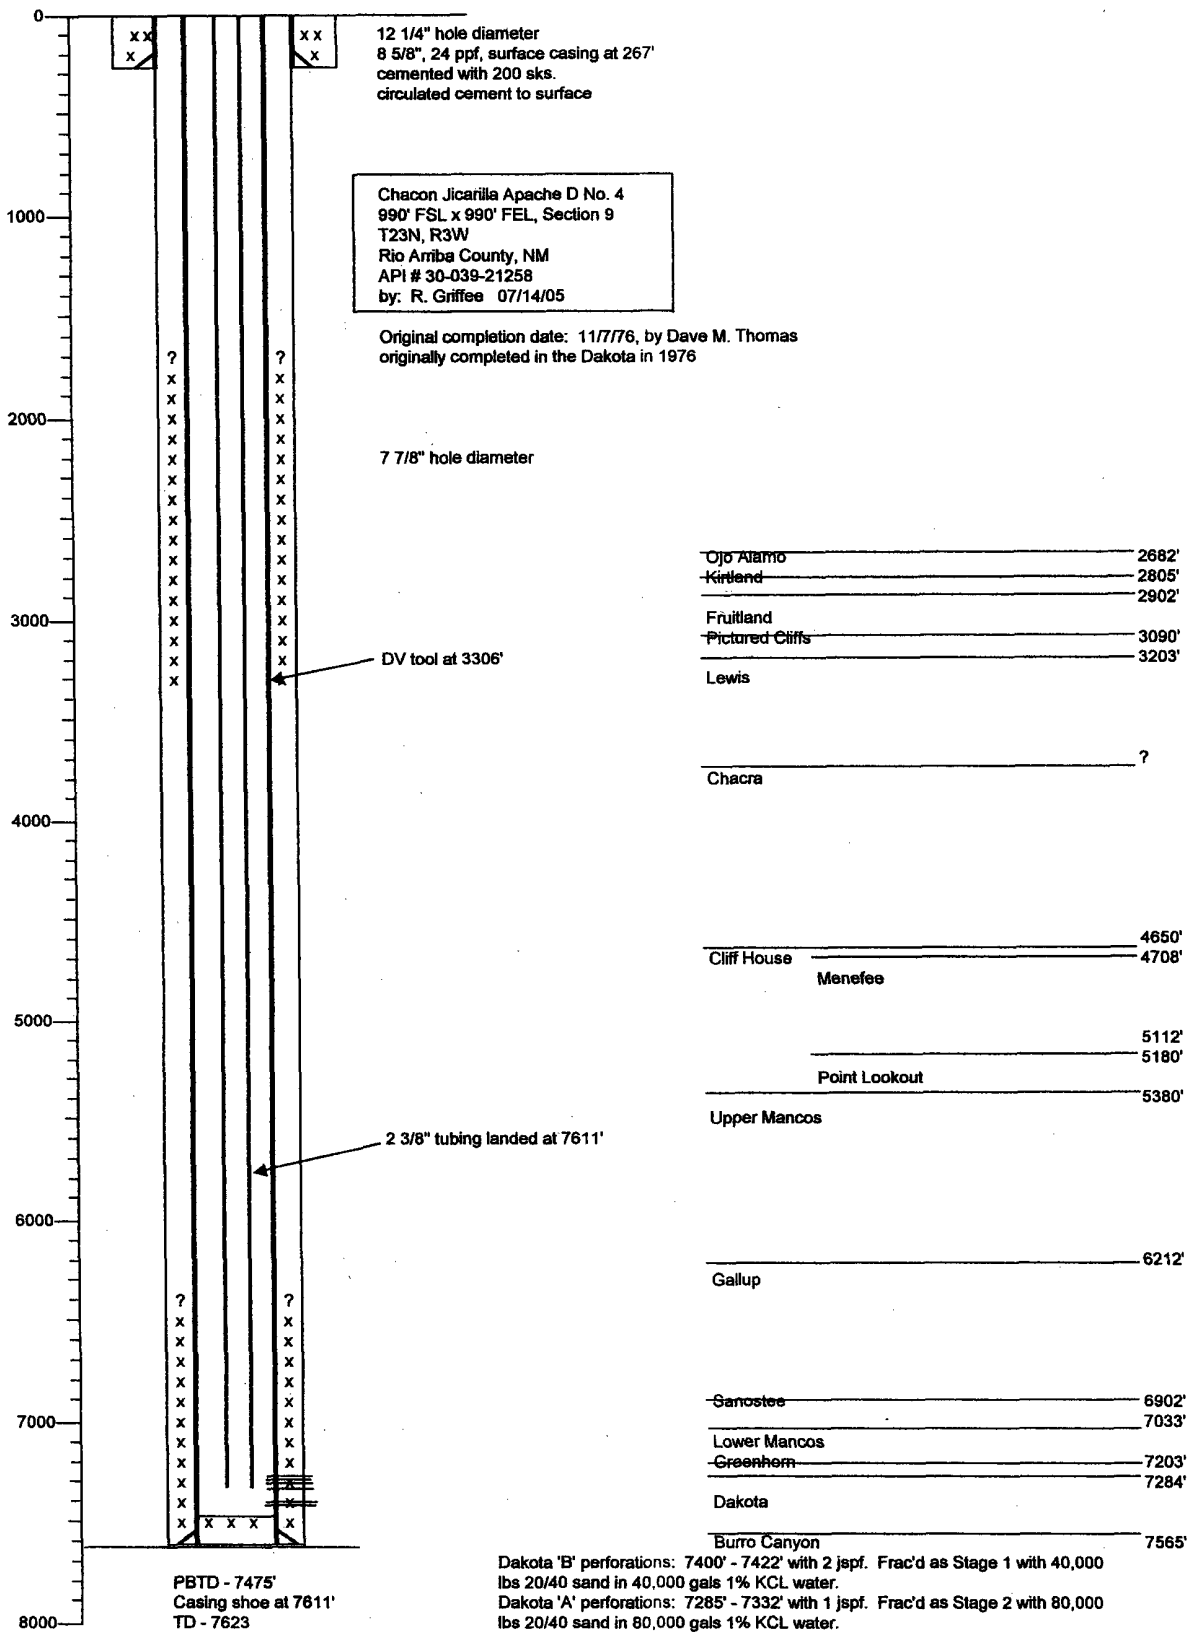 0
12 1/4" hole diameter
8 5/8", 24 ppf, surface casing at 267'
cemented with 200 sks.
circulated cement to surface
xx
xx
x
x
Chacon Jicarilla Apache D No. 4
990' FSL x 990' FEL, Section 9
T23N, R3W
Rio Arriba County, NM
API # 30-039-21258
by: R. Griffee 07/14/05
1000
Original completion date: 11/7/76, by Dave M. Thomas
originally completed in the Dakota in 1976
? ?
x x
x x
2000 x x
x x
7 7/8" hole diameter
x x
x x
x x
x x
x x
x x
x x
x x
x x
3000 x x
x x
x x
x x
Ojo Alamo 2682'
Kirtland 2805'
2902'
Fruitland
Pictured Cliffs 3090'
3203'
DV tool at 3306'
Lewis
?
Chacra
4000
4650'
Cliff House 4708'
Menefee
5000
5112'
5180'
Point Lookout
5380'
Upper Mancos
2 3/8" tubing landed at 7611'
6000
6212'
Gallup
? ?
x x
x x
x x
x x
x x
7000 x x
x x
x x
x x
x x
x x x x x
Sanostee 6902'
7033'
Lower Mancos
Greenhorn 7203'
7284'
Dakota
Burro Canyon 7565'
PBTD - 7475'
Casing shoe at 7611'
TD - 7623
8000
Dakota 'B' perforations: 7400' - 7422' with 2 jspf. Frac'd as Stage 1 with 40,000
lbs 20/40 sand in 40,000 gals 1% KCL water.
Dakota 'A' perforations: 7285' - 7332' with 1 jspf. Frac'd as Stage 2 with 80,000
lbs 20/40 sand in 80,000 gals 1% KCL water.